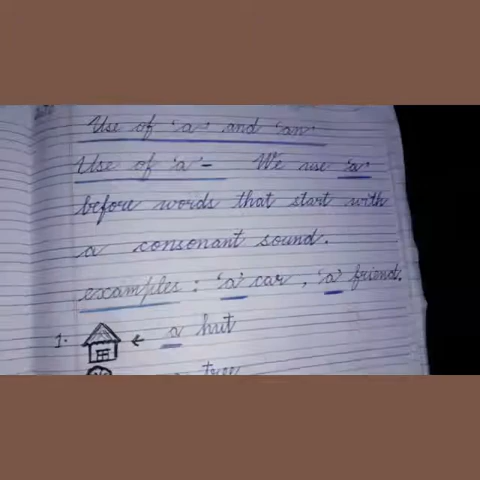 Use of 'a' and 'an'
Use of 'a' - We use 'a'
before words that start with
a consonant sound.
examples : 'a' car , 'a' friend.
1. ← a hut
tree